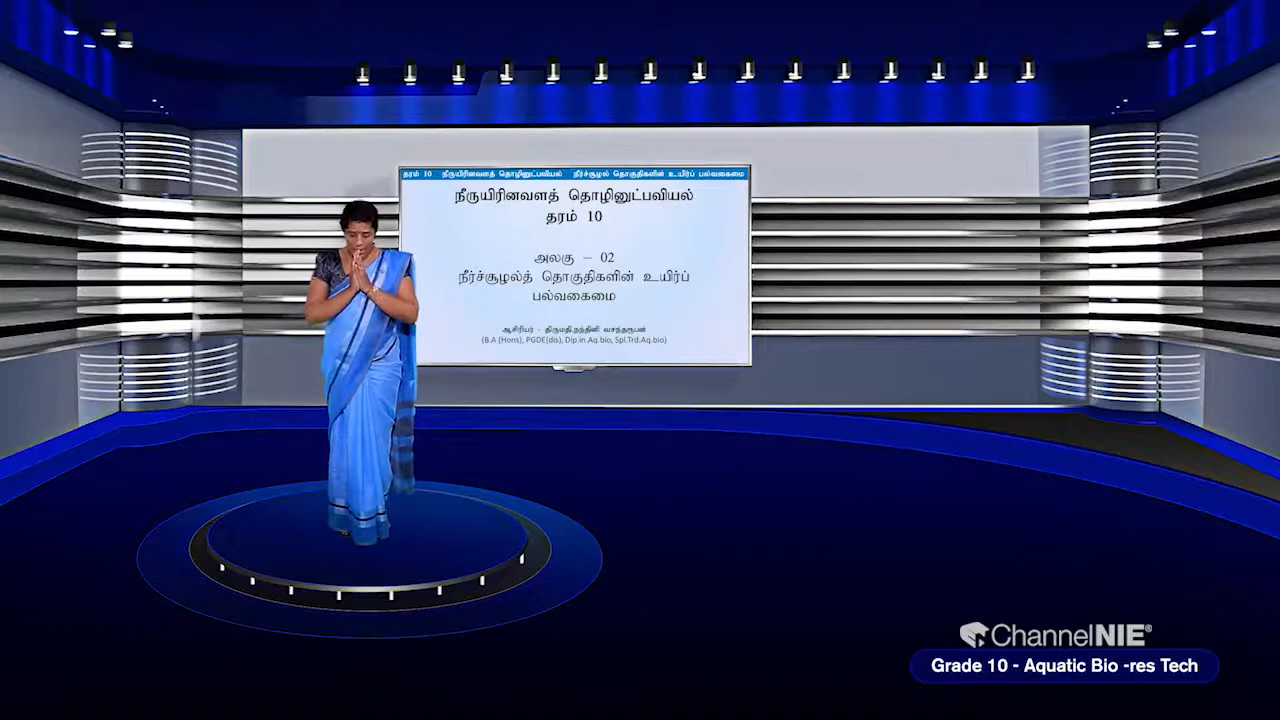 தரம் 10 நீருயிரினவளத் தொழினுட்பவியல் நீர்ச்சூழல் தொகுதிகளின் உயிர்ப் பல்வகைமை
நீருயிரினவளத் தொழினுட்பவியல்
தரம் 10
அலகு – 02
நீர்ச்சூழல்த் தொகுதிகளின் உயிர்ப்
பல்வகைமை
ஆசிரியர் - திருமதி.நந்தினி வசந்தரூபன்
(B.A (Hons), PGDE(dis), Dip.in.Aq.bio, Spl.Trd.Aq.bio)
ChannelNIE®
Grade 10 - Aquatic Bio -res Tech